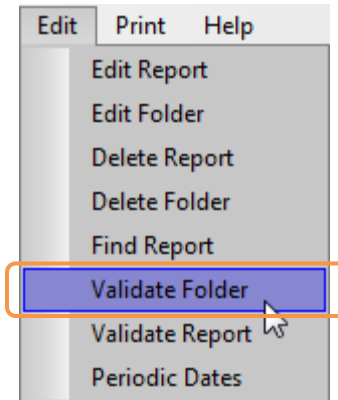 Edit Print Help
Edit Report
Edit Folder
Delete Report
Delete Folder
Find Report
Validate Folder
Validate Report
Periodic Dates